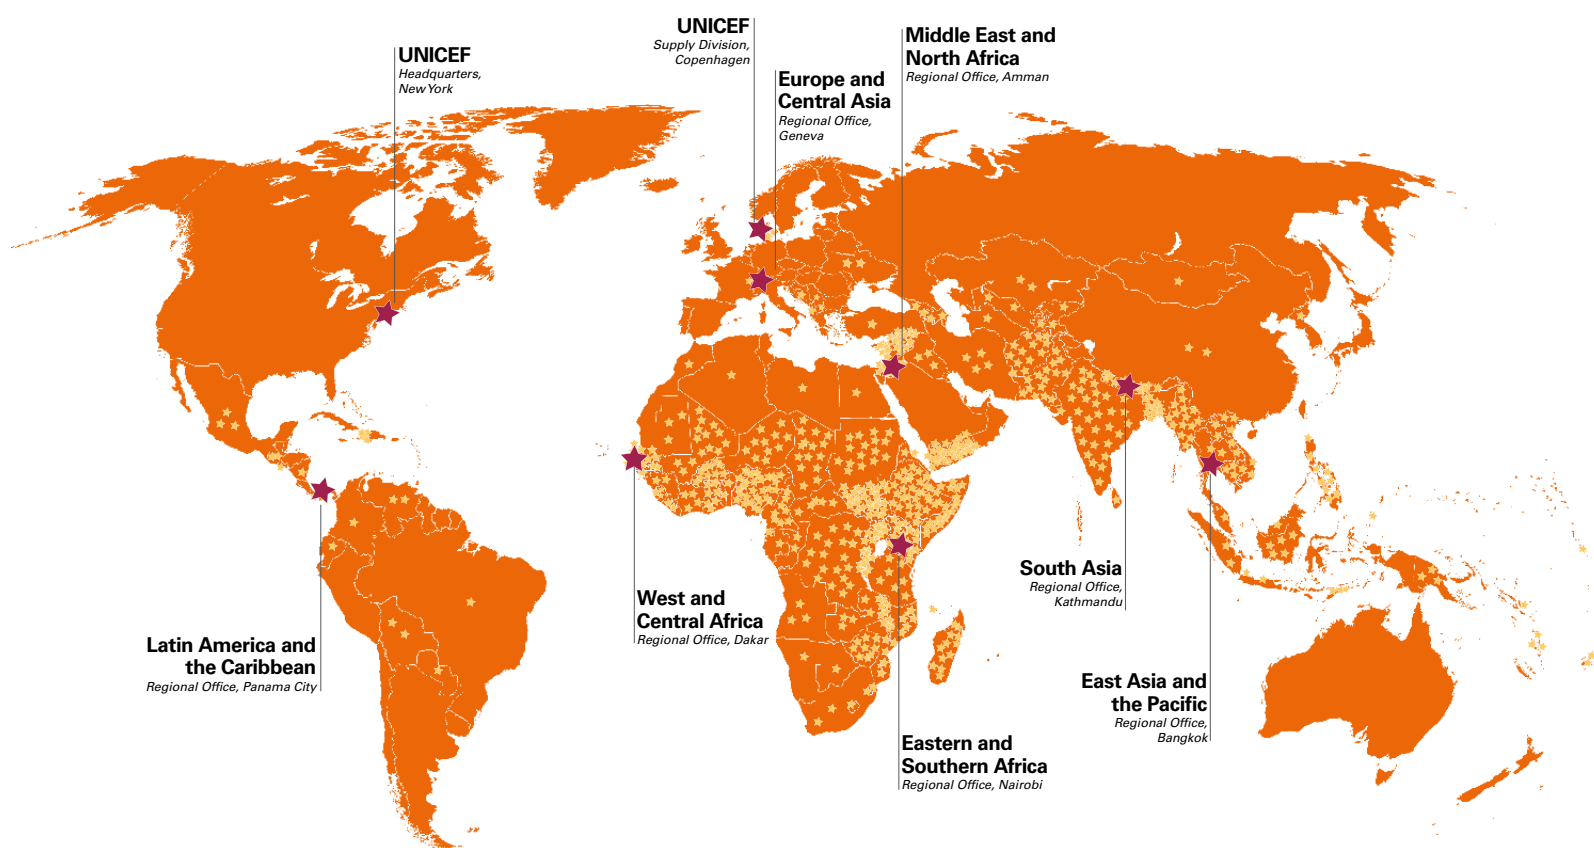 UNICEF
Headquarters,
New York
UNICEF
Supply Division,
Copenhagen
Europe and
Central Asia
Regional Office,
Geneva
Middle East and
North Africa
Regional Office, Amman
Latin America and
the Caribbean
Regional Office, Panama City
West and
Central Africa
Regional Office, Dakar
Eastern and
Southern Africa
Regional Office, Nairobi
South Asia
Regional Office,
Kathmandu
East Asia and
the Pacific
Regional Office,
Bangkok